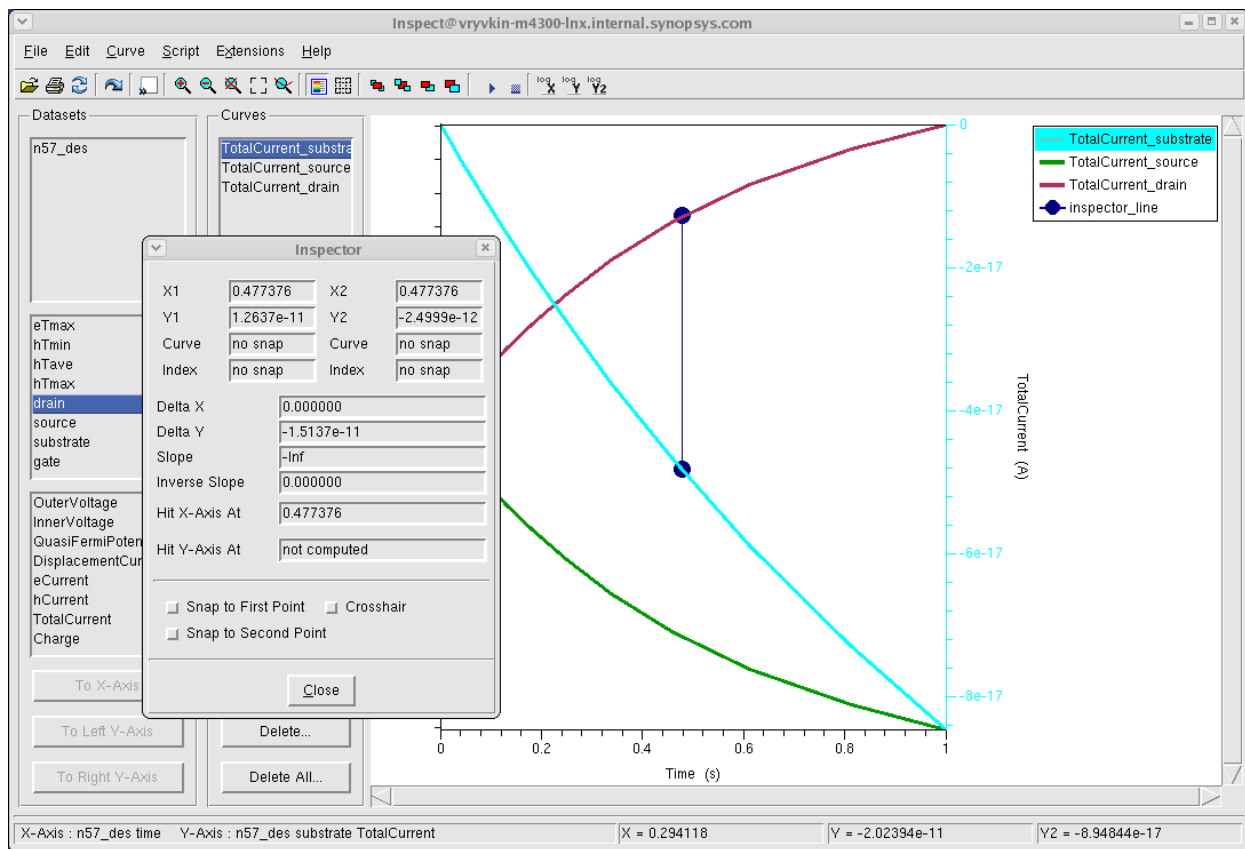 Inspect@vryvkin-m4300-lnx.internal.synopsys.com
File Edit Curve Script Extensions Help
log X log Y log Y2
Datasets
n57_des
Curves
TotalCurrent_substra
TotalCurrent_source
TotalCurrent_drain
eTmax
hTmin
hTave
hTmax
drain
source
substrate
gate
OuterVoltage
InnerVoltage
QuasiFermiPoten
DisplacementCur
eCurrent
hCurrent
TotalCurrent
Charge
To X-Axis
To Left Y-Axis
To Right Y-Axis
Delete...
Delete All...
Inspector
X1 0.477376 X2 0.477376
Y1 1.2637e-11 Y2 -2.4999e-12
Curve no snap Curve no snap
Index no snap Index no snap
Delta X 0.000000
Delta Y -1.5137e-11
Slope -Inf
Inverse Slope 0.000000
Hit X-Axis At 0.477376
Hit Y-Axis At not computed
Snap to First Point Crosshair
Snap to Second Point
Close
TotalCurrent_substrate
TotalCurrent_source
TotalCurrent_drain
inspector_line
0
-2e-17
-4e-17
-6e-17
-8e-17
TotalCurrent (A)
0 0.2 0.4 0.6 0.8 1
Time (s)
X-Axis : n57_des time Y-Axis : n57_des substrate TotalCurrent X = 0.294118 Y = -2.02394e-11 Y2 = -8.94844e-17